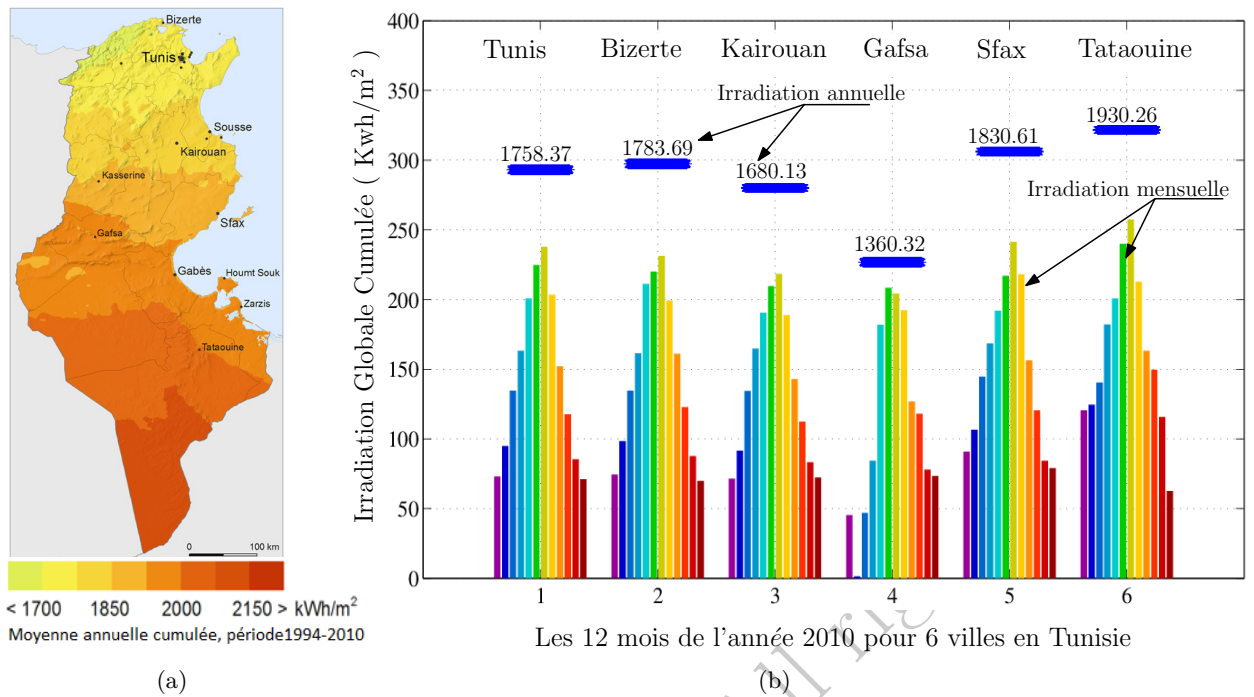 Bizerte
Tunis
Sousse
Kairouan
Kasserine
Sfax
Gafsa
Gabès
Houmt Souk
Zarzis
Tataouine
0 100 km
< 1700 1850 2000 2150 > kWh/m²
Moyenne annuelle cumulée, période1994-2010
(a)
Irradiation Globale Cumulée ( Kwh/m²)
400
350
300
250
200
150
100
50
0
Tunis Bizerte Kairouan Gafsa Sfax Tataouine
Irradiation annuelle
1758.37 1783.69 1680.13 1360.32 1830.61 1930.26
Irradiation mensuelle
1 2 3 4 5 6
Les 12 mois de l'année 2010 pour 6 villes en Tunisie
(b)